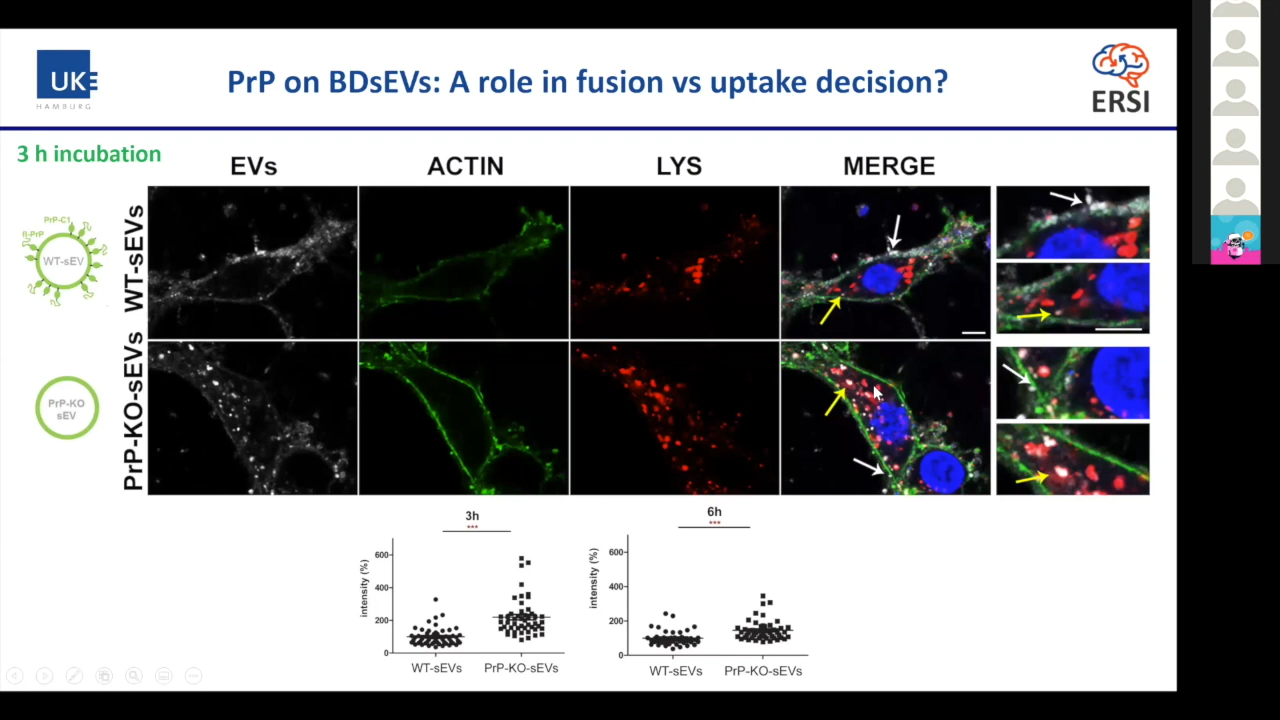 UKE
HAMBURG
PrP on BDsEVs: A role in fusion vs uptake decision?
ERSI
3 h incubation
EVs
ACTIN
LYS
MERGE
PrP-C1
fl-PrP
WT-sEV
WT-sEVs
PrP-KO
sEV
PrP-KO-sEVs
3h
***
intensity (%)
600
400
200
0
WT-sEVs
PrP-KO-sEVs
6h
***
intensity (%)
600
400
200
0
WT-sEVs
PrP-KO-sEVs